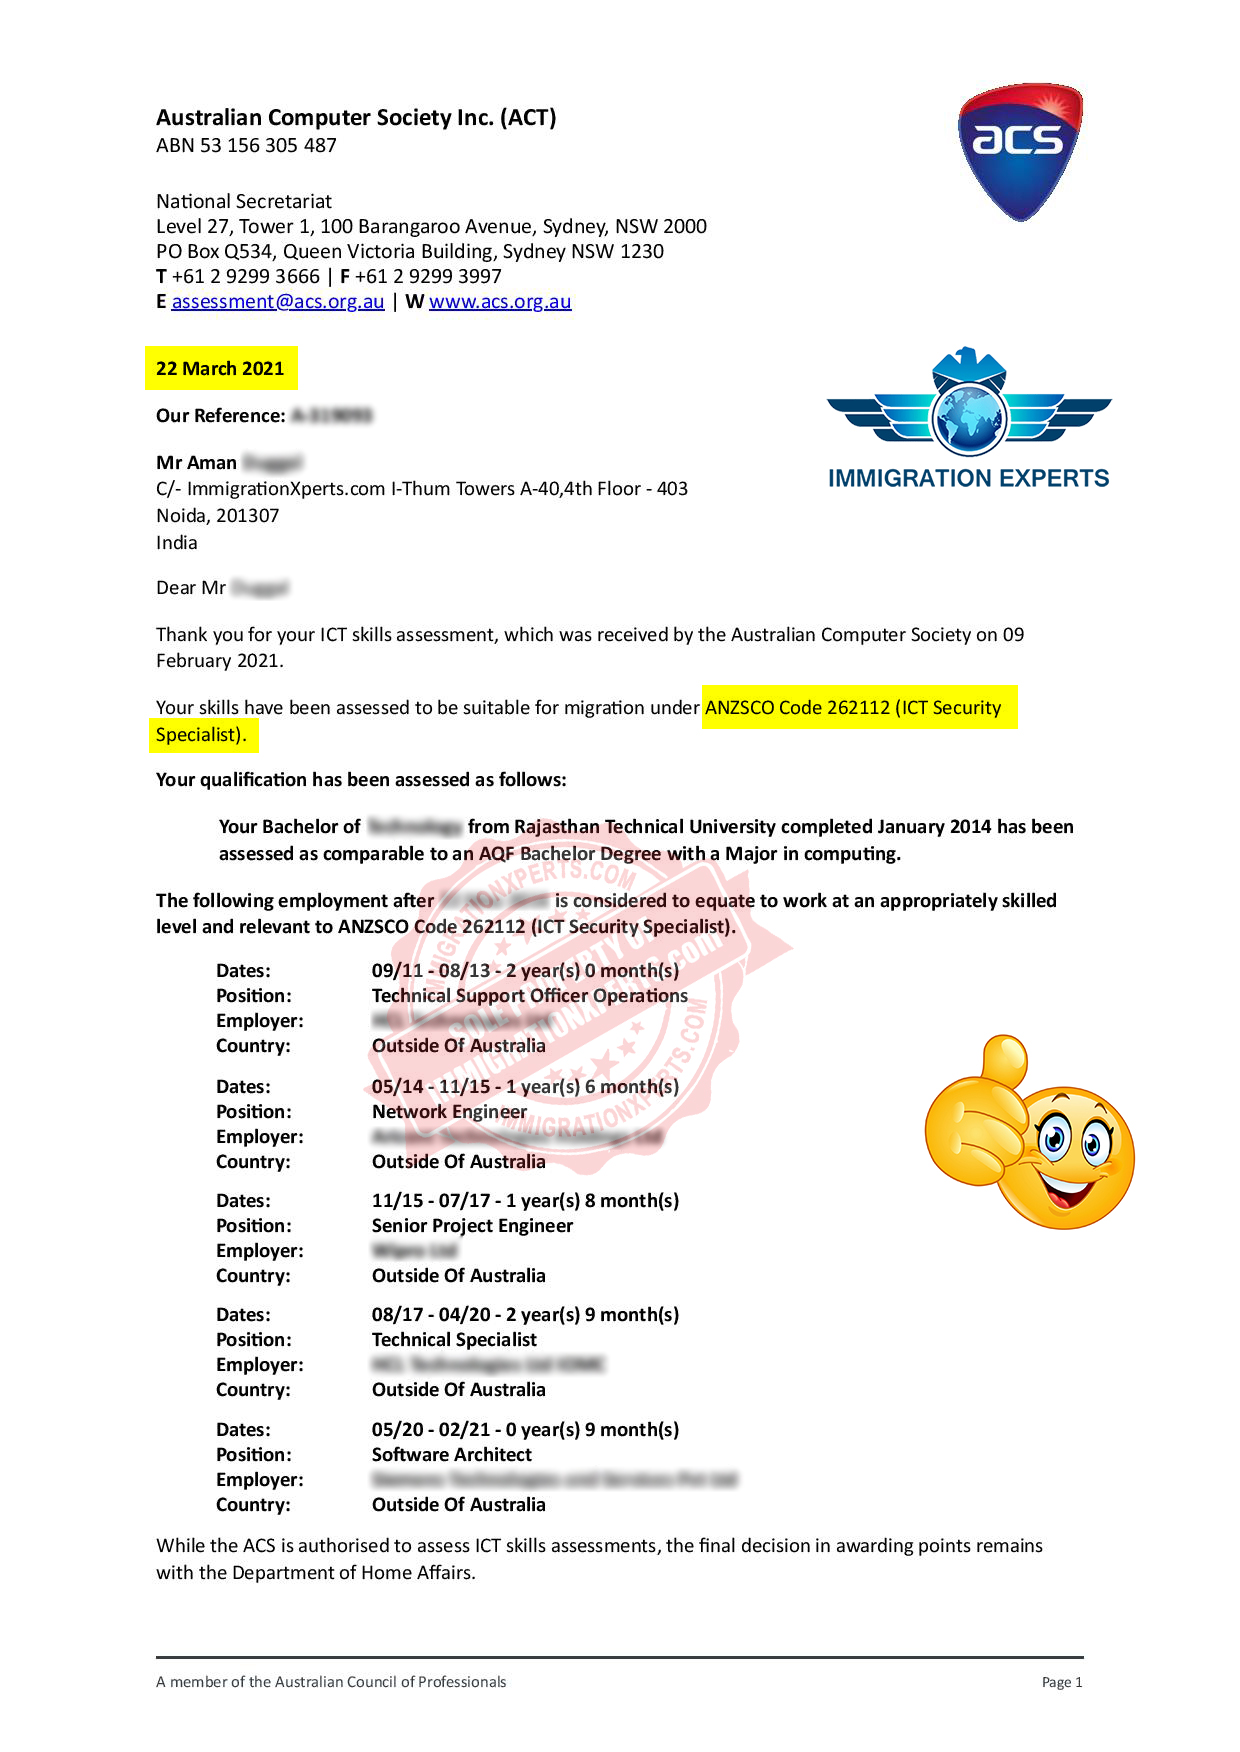 Australian Computer Society Inc. (ACT)
ABN 53 156 305 487
acs
National Secretariat
Level 27, Tower 1, 100 Barangaroo Avenue, Sydney, NSW 2000
PO Box Q534, Queen Victoria Building, Sydney NSW 1230
T +61 2 9299 3666 | F +61 2 9299 3997
E assessment@acs.org.au | W www.acs.org.au
22 March 2021
Our Reference:
IMMIGRATION EXPERTS
Mr Aman
C/- ImmigrationXperts.com I-Thum Towers A-40,4th Floor - 403
Noida, 201307
India
Dear Mr
Thank you for your ICT skills assessment, which was received by the Australian Computer Society on 09
February 2021.
Your skills have been assessed to be suitable for migration under ANZSCO Code 262112 (ICT Security
Specialist).
Your qualification has been assessed as follows:
Your Bachelor of from Rajasthan Technical University completed January 2014 has been
assessed as comparable to an AQF Bachelor Degree with a Major in computing.
The following employment after is considered to equate to work at an appropriately skilled
level and relevant to ANZSCO Code 262112 (ICT Security Specialist).
Dates: 09/11 - 08/13 - 2 year(s) 0 month(s)
Position: Technical Support Officer Operations
Employer:
Country: Outside Of Australia
Dates: 05/14 - 11/15 - 1 year(s) 6 month(s)
Position: Network Engineer
Employer:
Country: Outside Of Australia
Dates: 11/15 - 07/17 - 1 year(s) 8 month(s)
Position: Senior Project Engineer
Employer:
Country: Outside Of Australia
Dates: 08/17 - 04/20 - 2 year(s) 9 month(s)
Position: Technical Specialist
Employer:
Country: Outside Of Australia
Dates: 05/20 - 02/21 - 0 year(s) 9 month(s)
Position: Software Architect
Employer:
Country: Outside Of Australia
IMMIGRATIONXPERTS.COM
SOLE PROPERTY OF
IMMIGRATIONXPERTS.com
IMMIGRATIONXPERTS.COM
While the ACS is authorised to assess ICT skills assessments, the final decision in awarding points remains
with the Department of Home Affairs.
A member of the Australian Council of Professionals Page 1